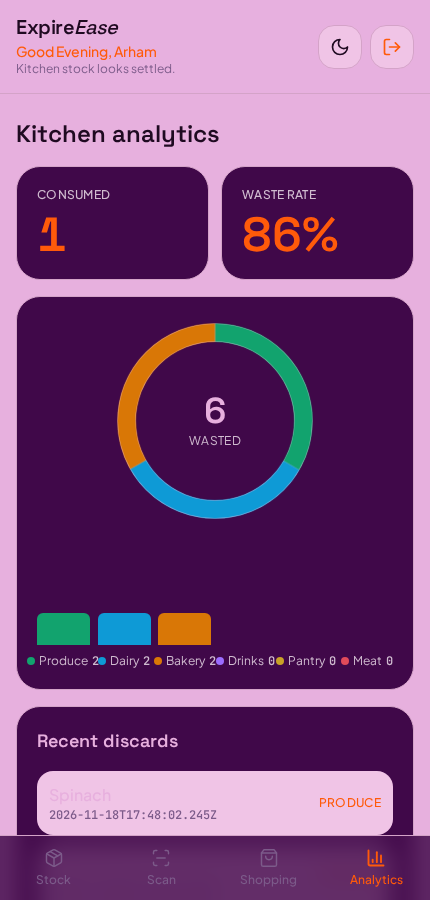 ExpireEase
Good Evening, Arham
Kitchen stock looks settled.
Kitchen analytics
CONSUMED
1
WASTE RATE
86%
6
WASTED
Produce 2 Dairy 2 Bakery 2 Drinks 0 Pantry 0 Meat 0
Recent discards
Spinach
2026-11-18T17:48:02.245Z
PRODUCE
Stock Scan Shopping Analytics